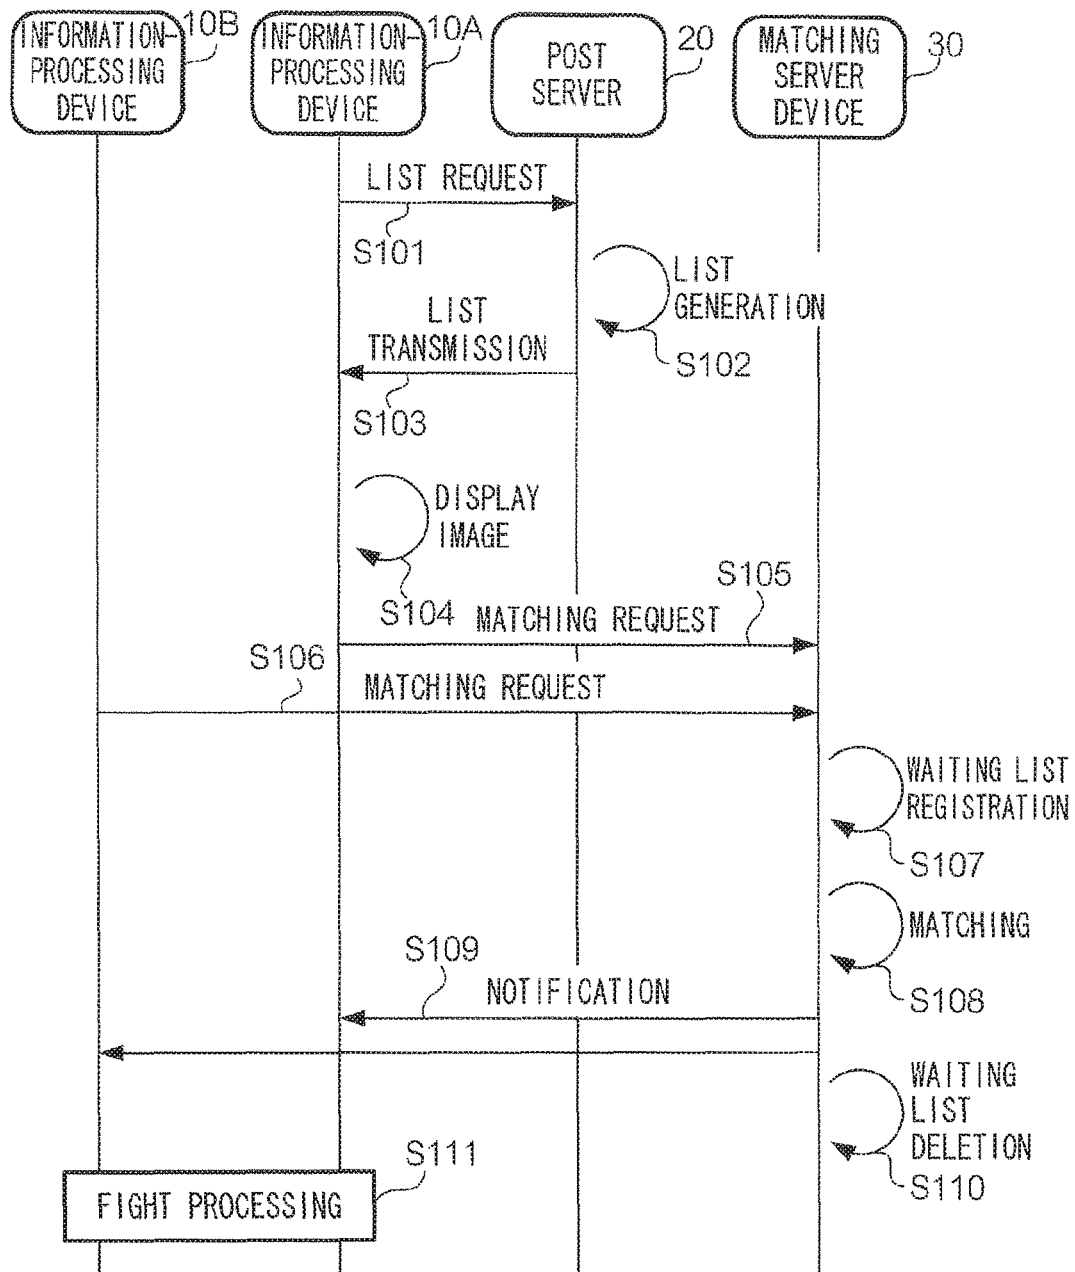 INFORMATION-
PROCESSING
DEVICE
10B
INFORMATION-
PROCESSING
DEVICE
10A
POST
SERVER
20
MATCHING
SERVER
DEVICE
30
LIST REQUEST
S101
LIST
GENERATION
S102
LIST
TRANSMISSION
S103
DISPLAY
IMAGE
S104
S105
MATCHING REQUEST
S106
MATCHING REQUEST
WAITING LIST
REGISTRATION
S107
MATCHING
S108
S109
NOTIFICATION
WAITING
LIST
DELETION
S110
S111
FIGHT PROCESSING